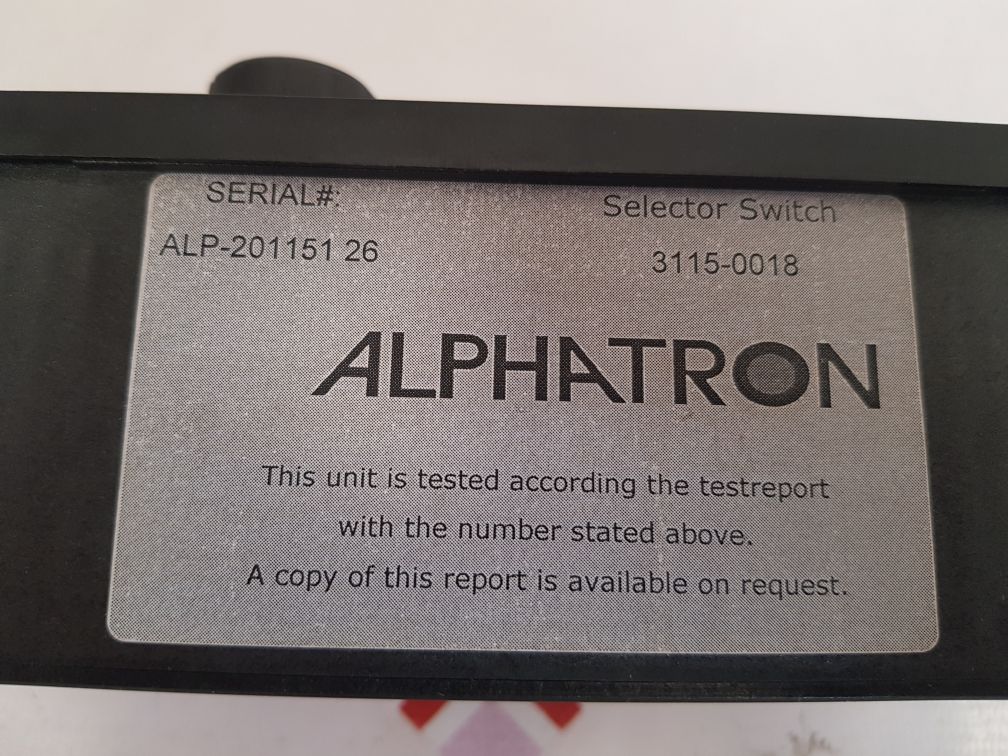 SERIAL#:
Selector Switch
ALP-201151 26
3115-0018
ALPHATRON
This unit is tested according the testreport
with the number stated above.
A copy of this report is available on request.